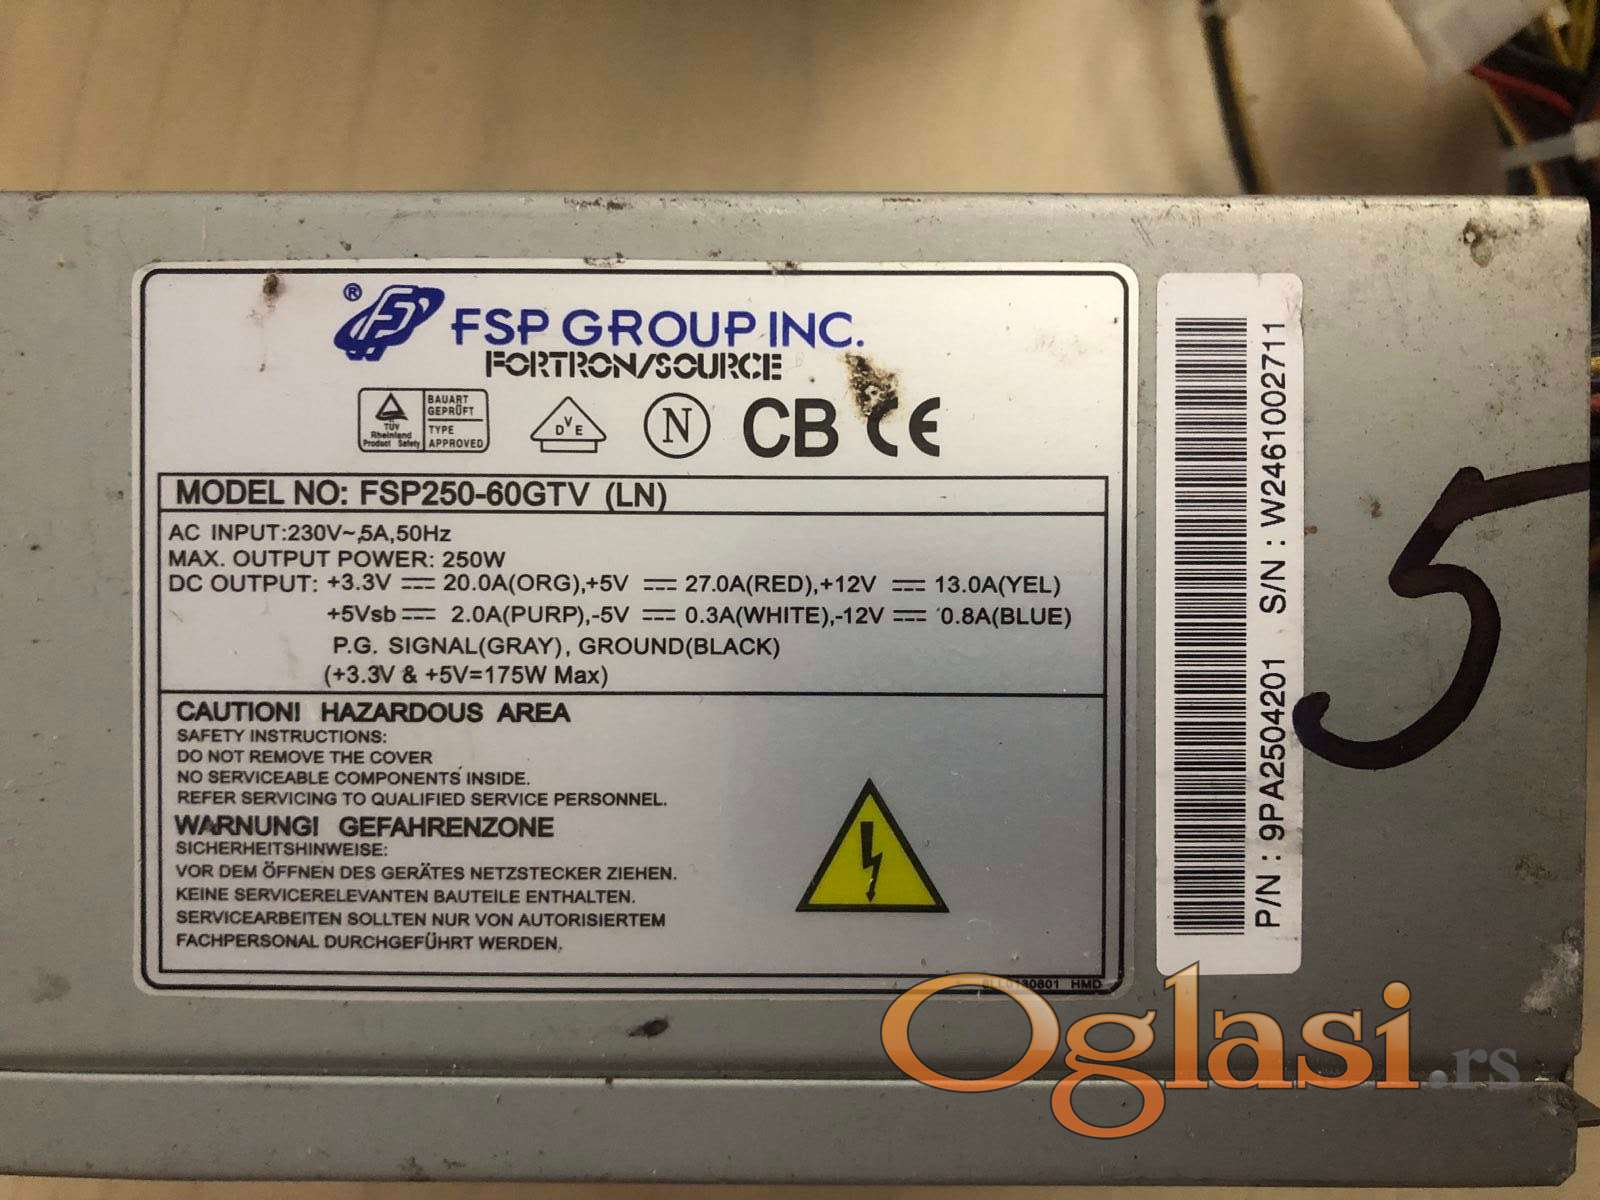 ® FSP GROUP INC.
FORTRON/SOURCE
TÜV
Rheinland
Product Safety
BAUART
GEPRÜFT
TYPE
APPROVED
DVE
N
CB CE
MODEL NO: FSP250-60GTV (LN)
AC INPUT:230V~,5A,50Hz
MAX. OUTPUT POWER: 250W
DC OUTPUT: +3.3V ⎓ 20.0A(ORG),+5V ⎓ 27.0A(RED),+12V ⎓ 13.0A(YEL)
+5Vsb ⎓ 2.0A(PURP),-5V ⎓ 0.3A(WHITE),-12V ⎓ 0.8A(BLUE)
P.G. SIGNAL(GRAY), GROUND(BLACK)
(+3.3V & +5V=175W Max)
CAUTION! HAZARDOUS AREA
SAFETY INSTRUCTIONS:
DO NOT REMOVE THE COVER
NO SERVICEABLE COMPONENTS INSIDE.
REFER SERVICING TO QUALIFIED SERVICE PERSONNEL.
WARNUNG! GEFAHRENZONE
SICHERHEITSHINWEISE:
VOR DEM ÖFFNEN DES GERÄTES NETZSTECKER ZIEHEN.
KEINE SERVICERELEVANTEN BAUTEILE ENTHALTEN.
SERVICEARBEITEN SOLLTEN NUR VON AUTORISIERTEM
FACHPERSONAL DURCHGEFÜHRT WERDEN.
HMD
P/N : 9PA2504201 S/N : W2461002711
5
Oglasi.rs